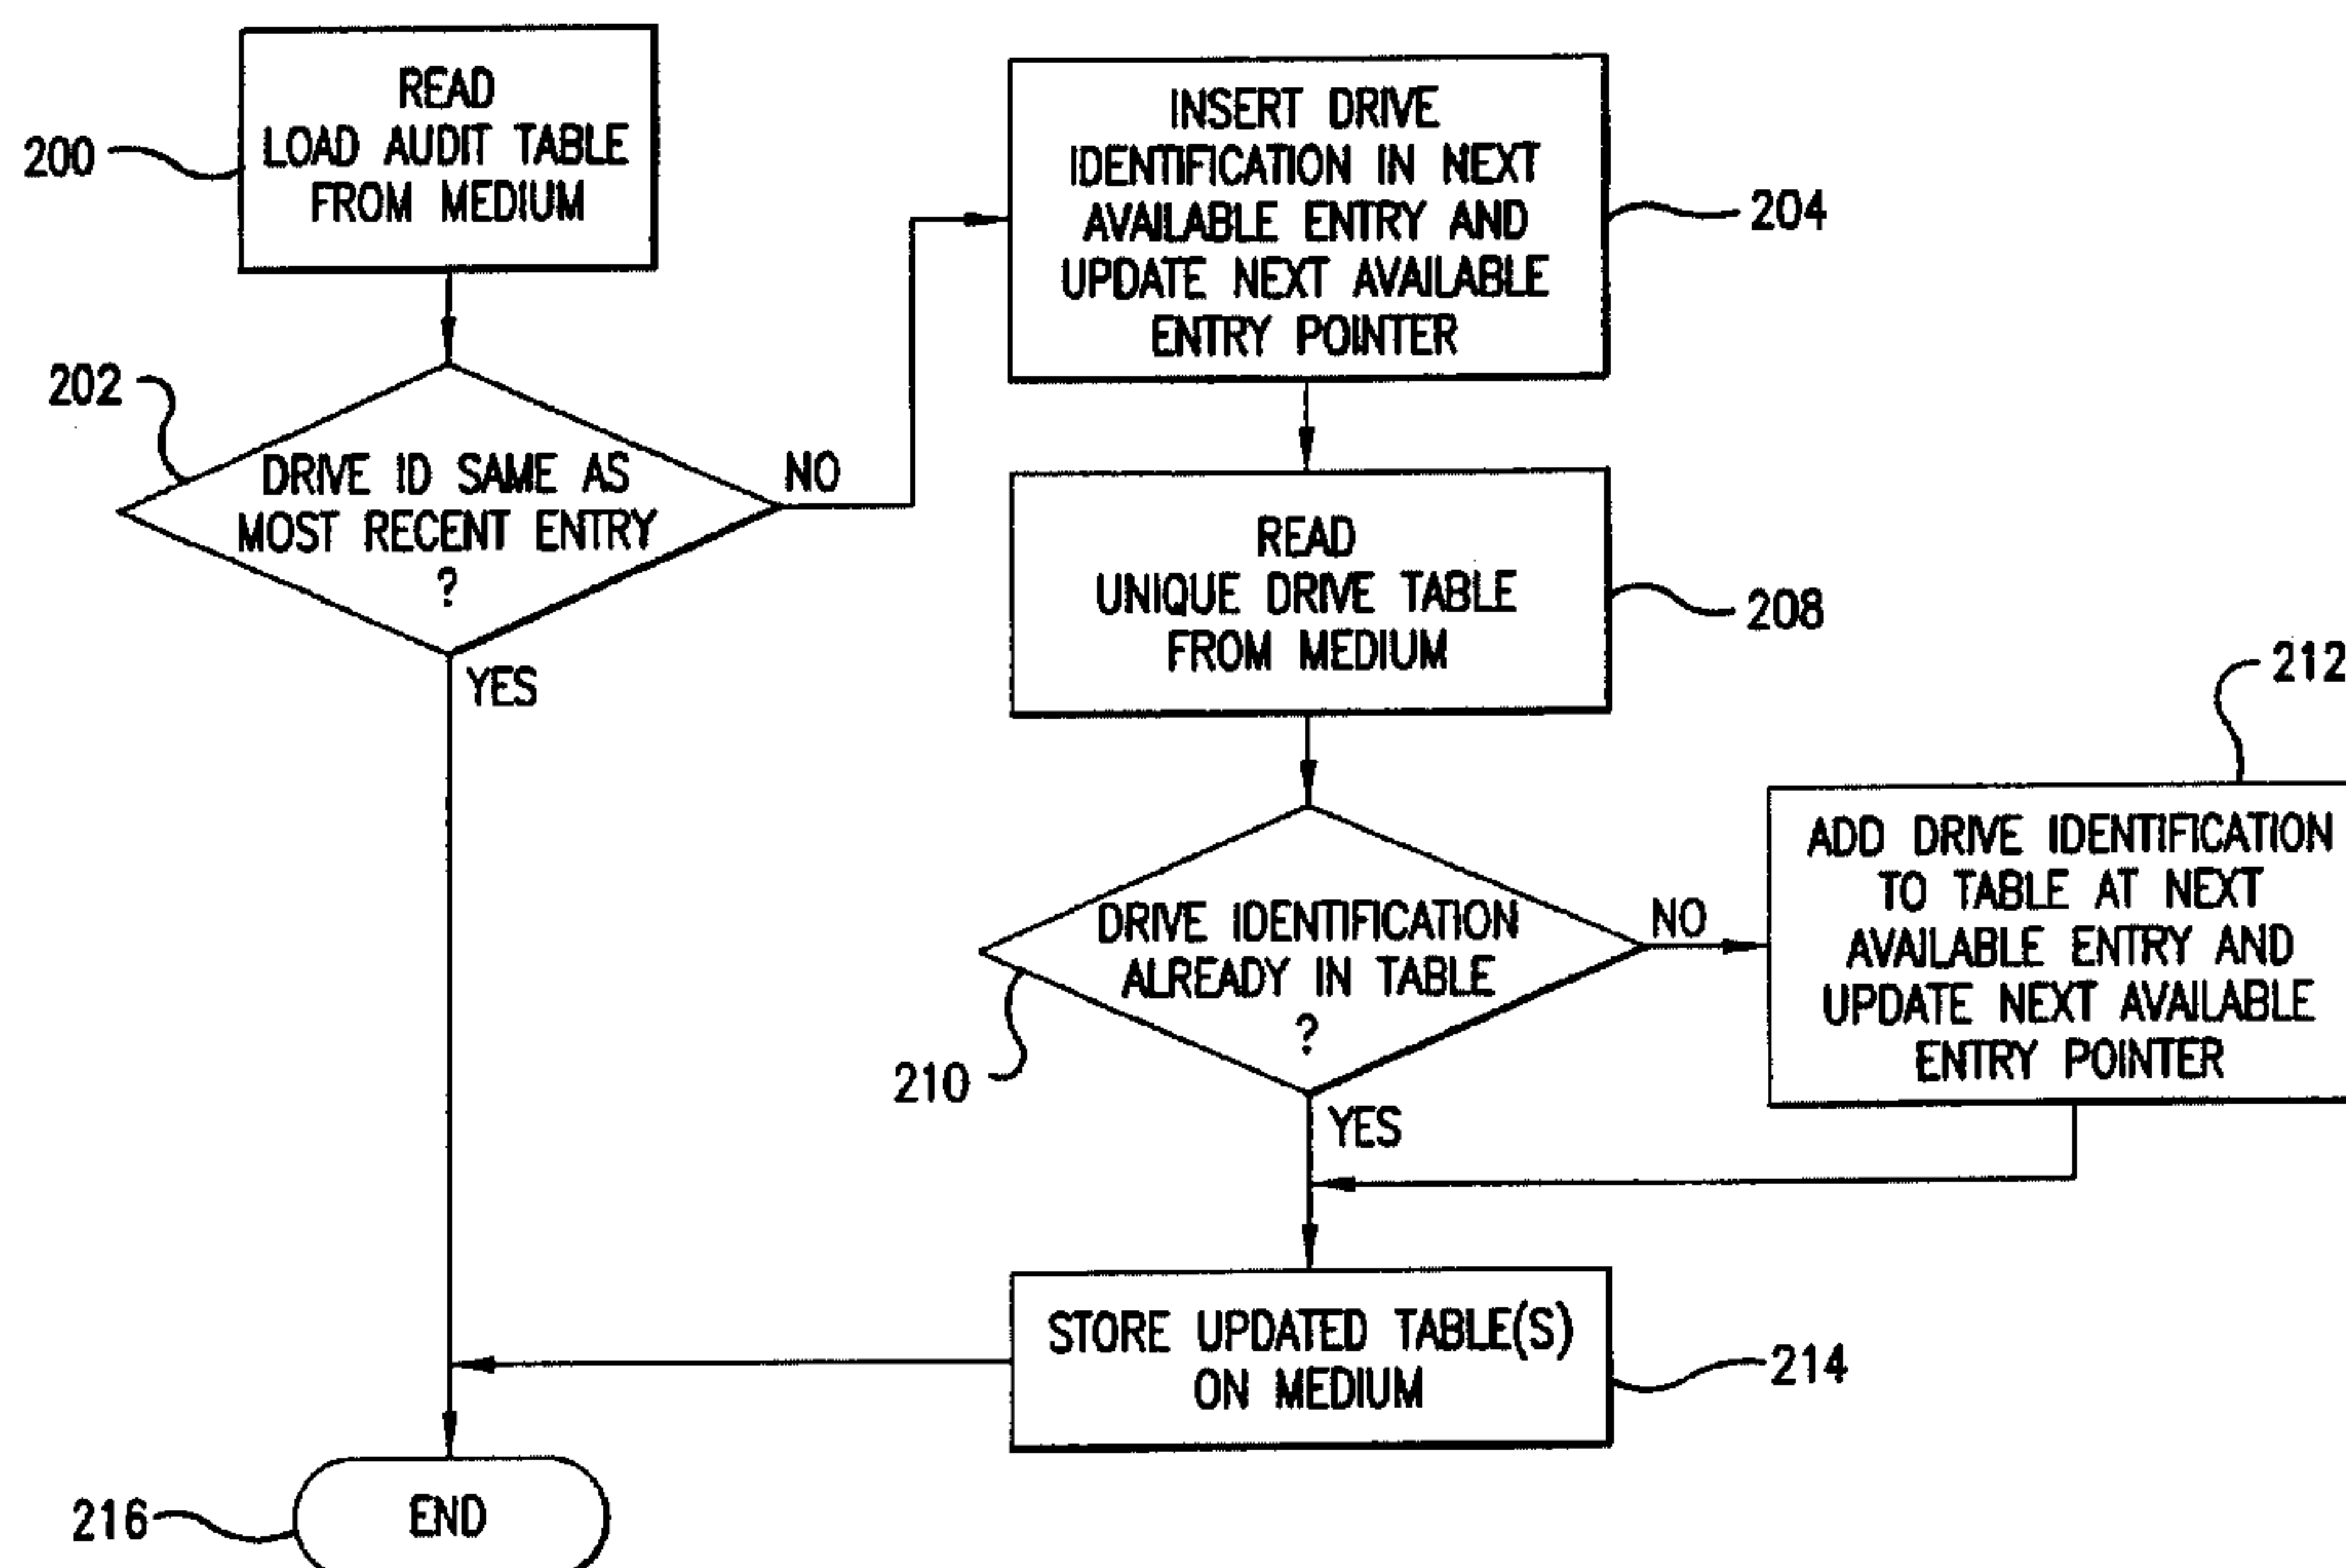 200
READ
LOAD AUDIT TABLE
FROM MEDIUM
202
DRIVE ID SAME AS
MOST RECENT ENTRY
?
NO
YES
INSERT DRIVE
IDENTIFICATION IN NEXT
AVAILABLE ENTRY AND
UPDATE NEXT AVAILABLE
ENTRY POINTER
204
READ
UNIQUE DRIVE TABLE
FROM MEDIUM
208
DRIVE IDENTIFICATION
ALREADY IN TABLE
?
210
NO
YES
212
ADD DRIVE IDENTIFICATION
TO TABLE AT NEXT
AVAILABLE ENTRY AND
UPDATE NEXT AVAILABLE
ENTRY POINTER
STORE UPDATED TABLE(S)
ON MEDIUM
214
216
END